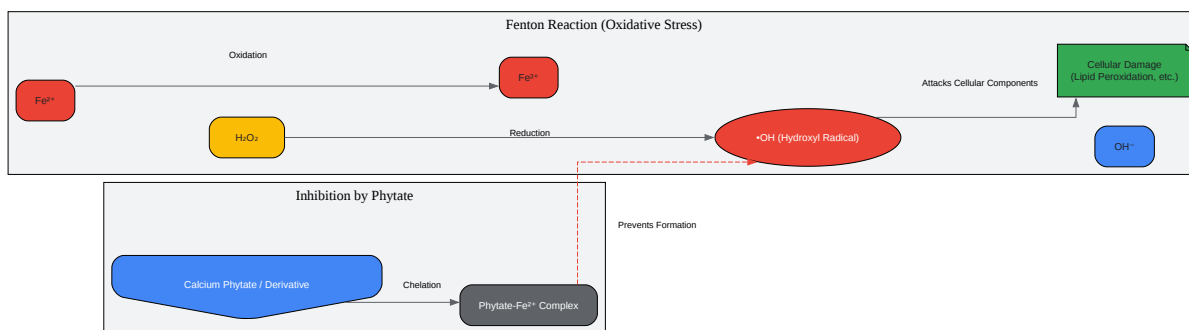 Fenton Reaction (Oxidative Stress)
Oxidation
Fe²⁺
Fe³⁺
Cellular Damage
(Lipid Peroxidation, etc.)
Attacks Cellular Components
H₂O₂
Reduction
•OH (Hydroxyl Radical)
OH⁻
Inhibition by Phytate
Prevents Formation
Calcium Phytate / Derivative
Chelation
Phytate-Fe²⁺ Complex